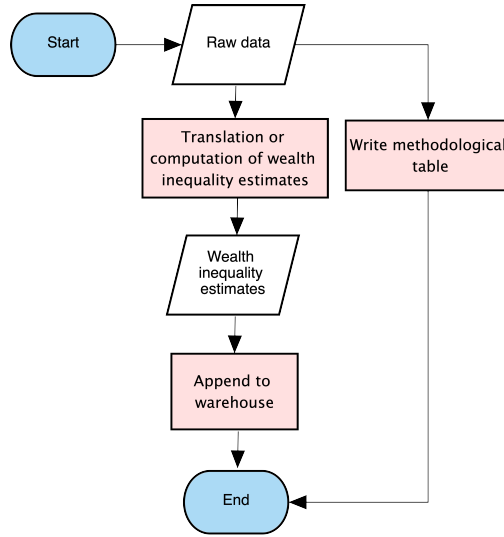 Start
Raw data
Translation or
computation of wealth
inequality estimates
Write methodological
table
Wealth
inequality
estimates
Append to
warehouse
End